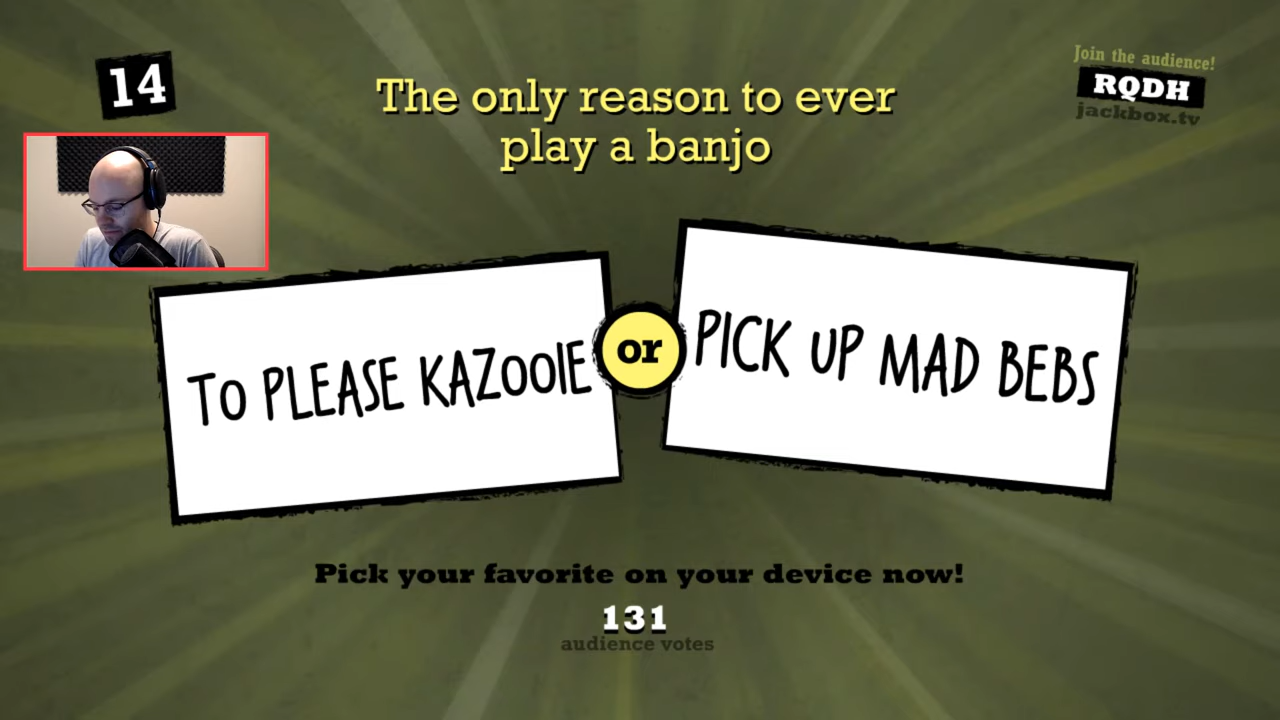 14
The only reason to ever
play a banjo
Join the audience!
RQDH
jackbox.tv
To PLEASE KAZooIE
or
PICK UP MAD BEBS
Pick your favorite on your device now!
131
audience votes